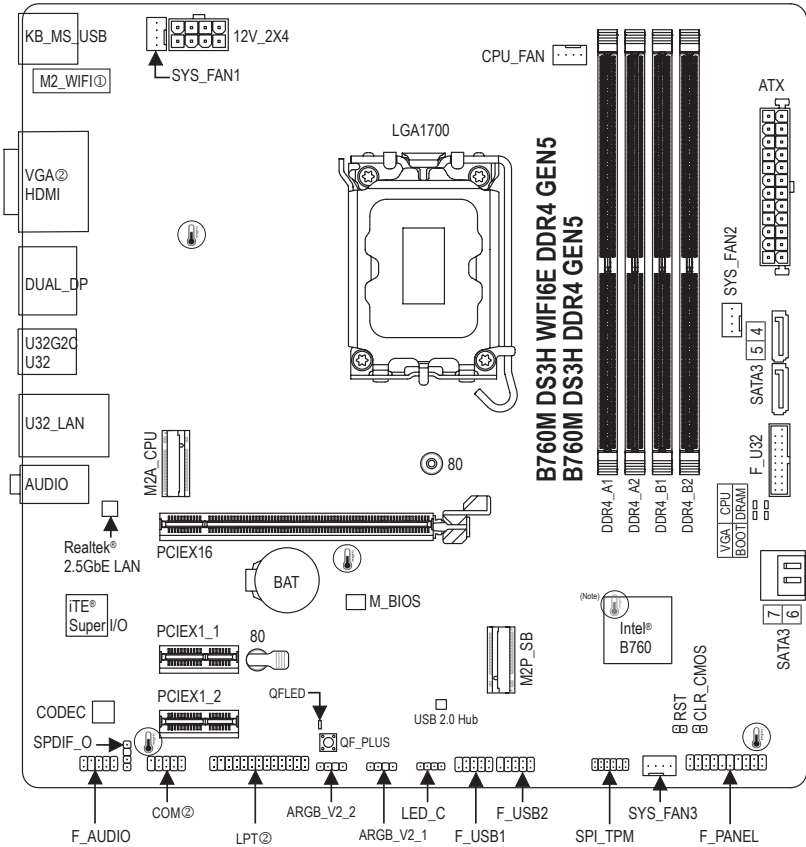 KB_MS_USB
12V_2X4
SYS_FAN1
CPU_FAN
M2_WIFI①
ATX
LGA1700
VGA②
HDMI
B760M DS3H WIFI6E DDR4 GEN5
B760M DS3H DDR4 GEN5
SYS_FAN2
DUAL_DP
5 4
SATA3
U32G2C
U32
U32_LAN
M2A_CPU
80
F_U32
AUDIO
DDR4_A1
DDR4_A2
DDR4_B1
DDR4_B2
VGA CPU
BOOT DRAM
Realtek®
2.5GbE LAN
PCIEX16
BAT
M_BIOS
iTE®
Super I/O
(Note)
Intel®
B760
7 6
SATA3
PCIEX1_1
80
M2P_SB
PCIEX1_2
QFLED
USB 2.0 Hub
RST
CLR_CMOS
CODEC
SPDIF_O
QF_PLUS
F_AUDIO
COM②
LPT②
ARGB_V2_2
ARGB_V2_1
LED_C
F_USB1
F_USB2
SPI_TPM
SYS_FAN3
F_PANEL